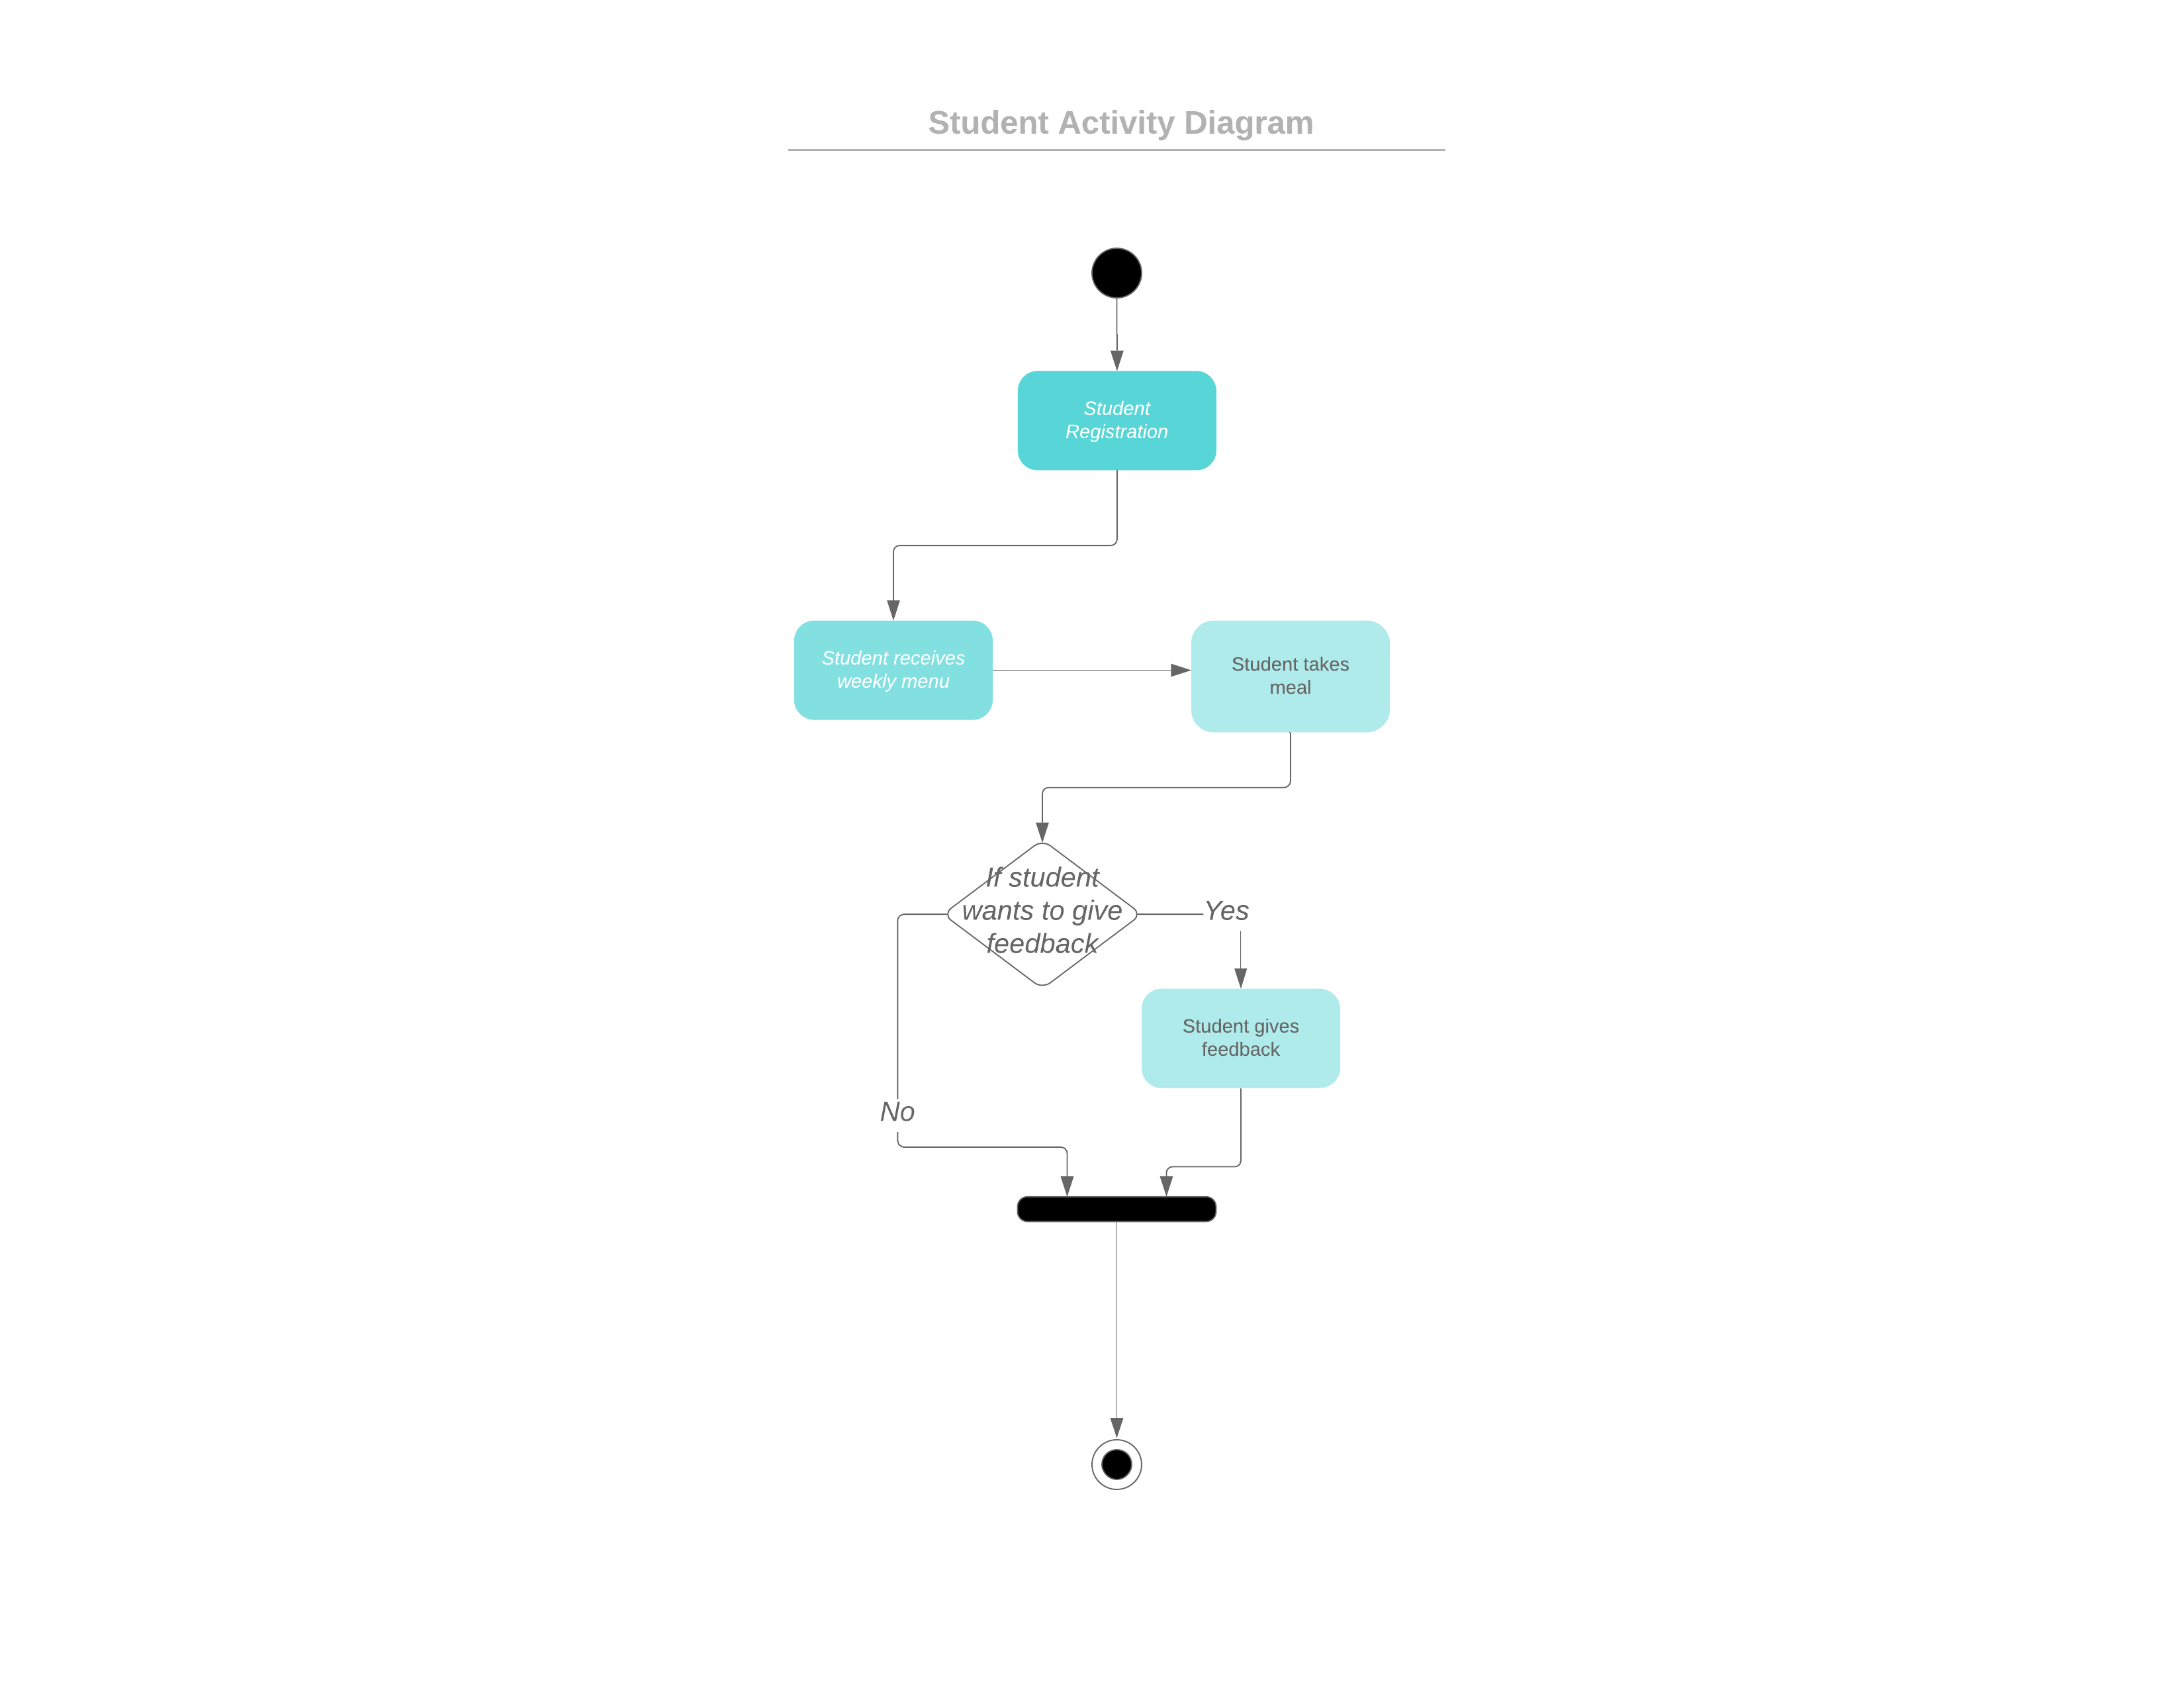 Student Activity Diagram
Student
Registration
Student receives
weekly menu
Student takes
meal
If student
wants to give
feedback
Yes
Student gives
feedback
No